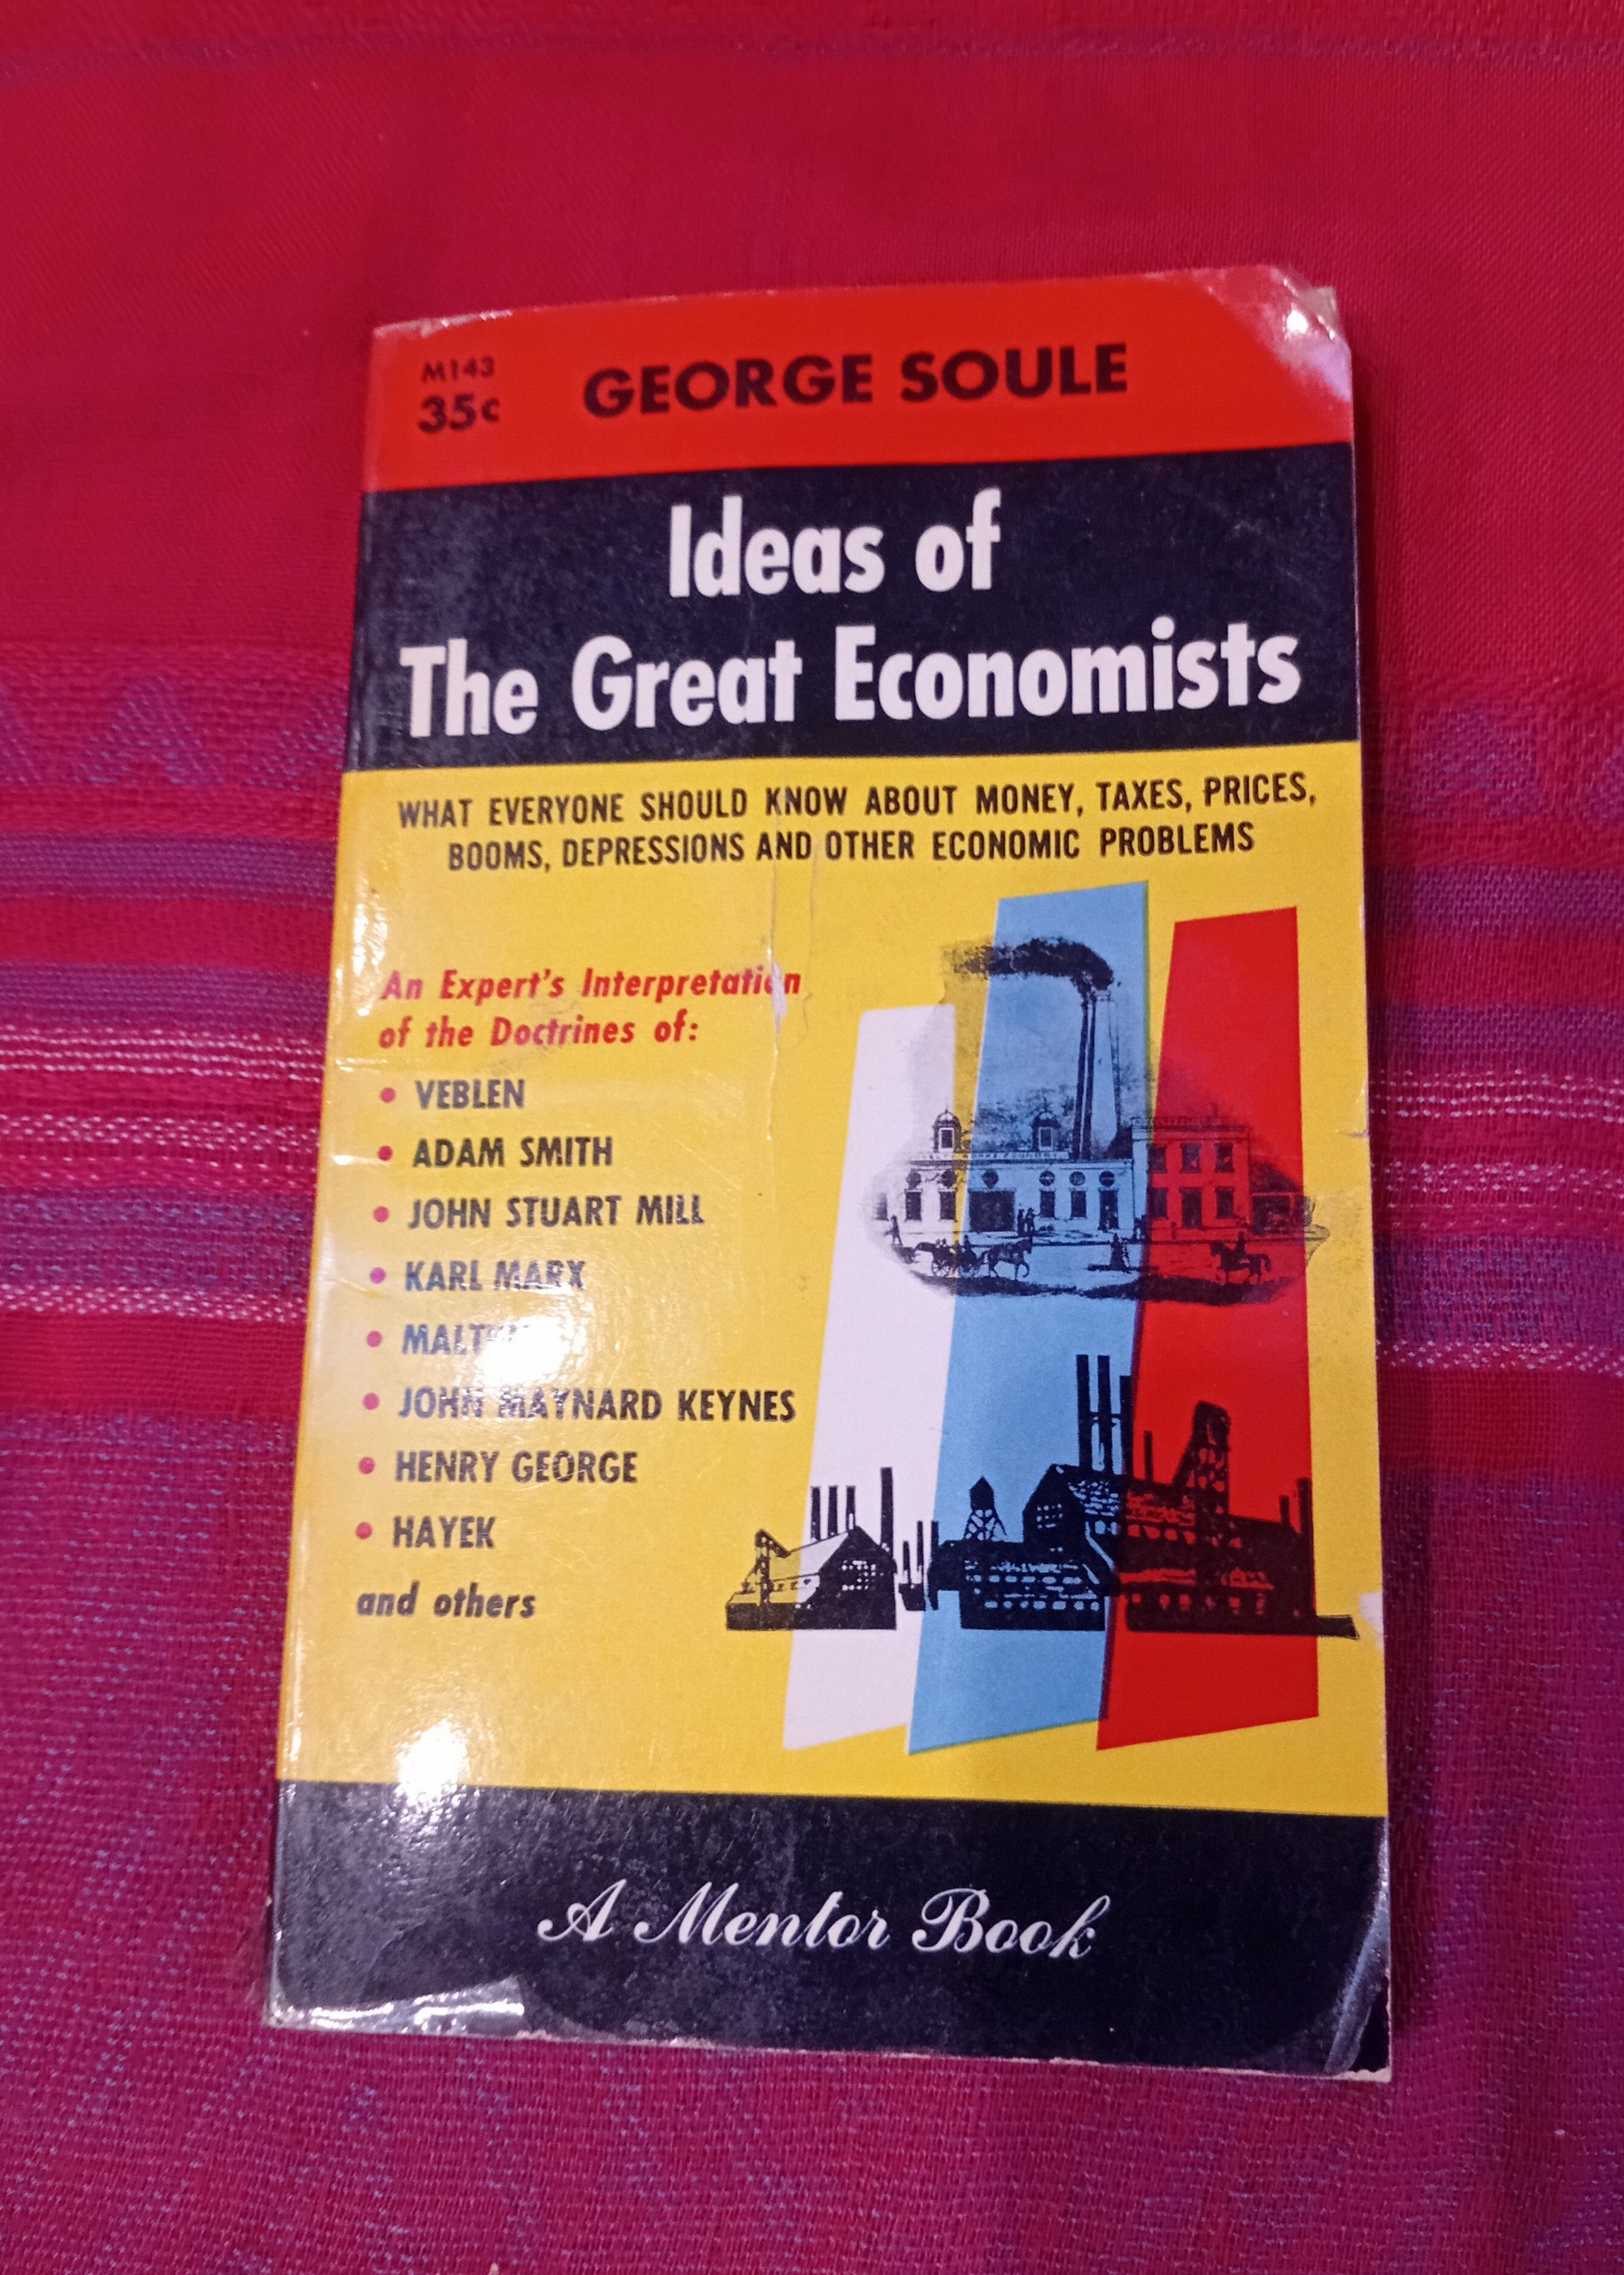 M143
35c
GEORGE SOULE
Ideas of
The Great Economists
WHAT EVERYONE SHOULD KNOW ABOUT MONEY, TAXES, PRICES,
BOOMS, DEPRESSIONS AND OTHER ECONOMIC PROBLEMS
An Expert's Interpretation
of the Doctrines of:
• VEBLEN
• ADAM SMITH
• JOHN STUART MILL
• KARL MARX
• JOHN MAYNARD KEYNES
• HENRY GEORGE
• HAYEK
and others
A Mentor Book